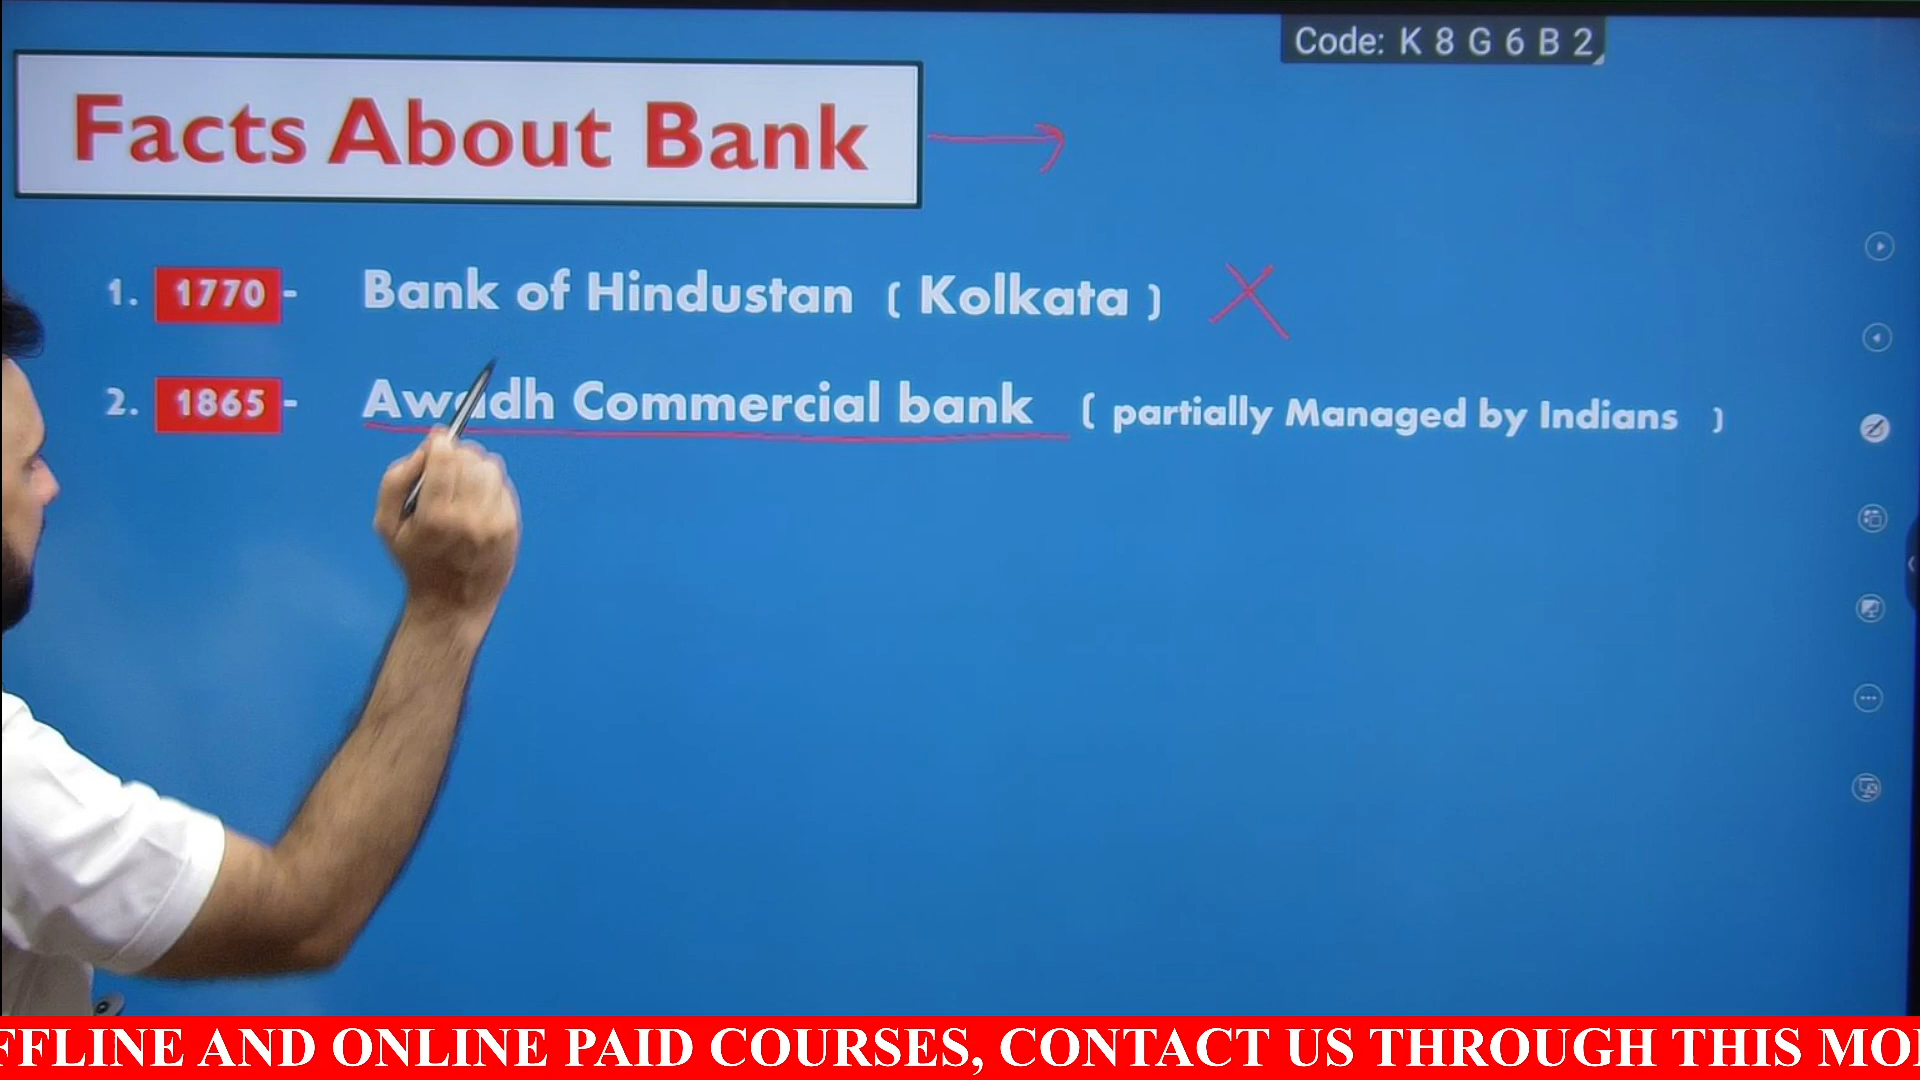 Code: K 8 G 6 B 2
Facts About Bank
1. 1770 - Bank of Hindustan ( Kolkata )
2. 1865 - Awadh Commercial bank ( partially Managed by Indians )
FFLINE AND ONLINE PAID COURSES, CONTACT US THROUGH THIS MO